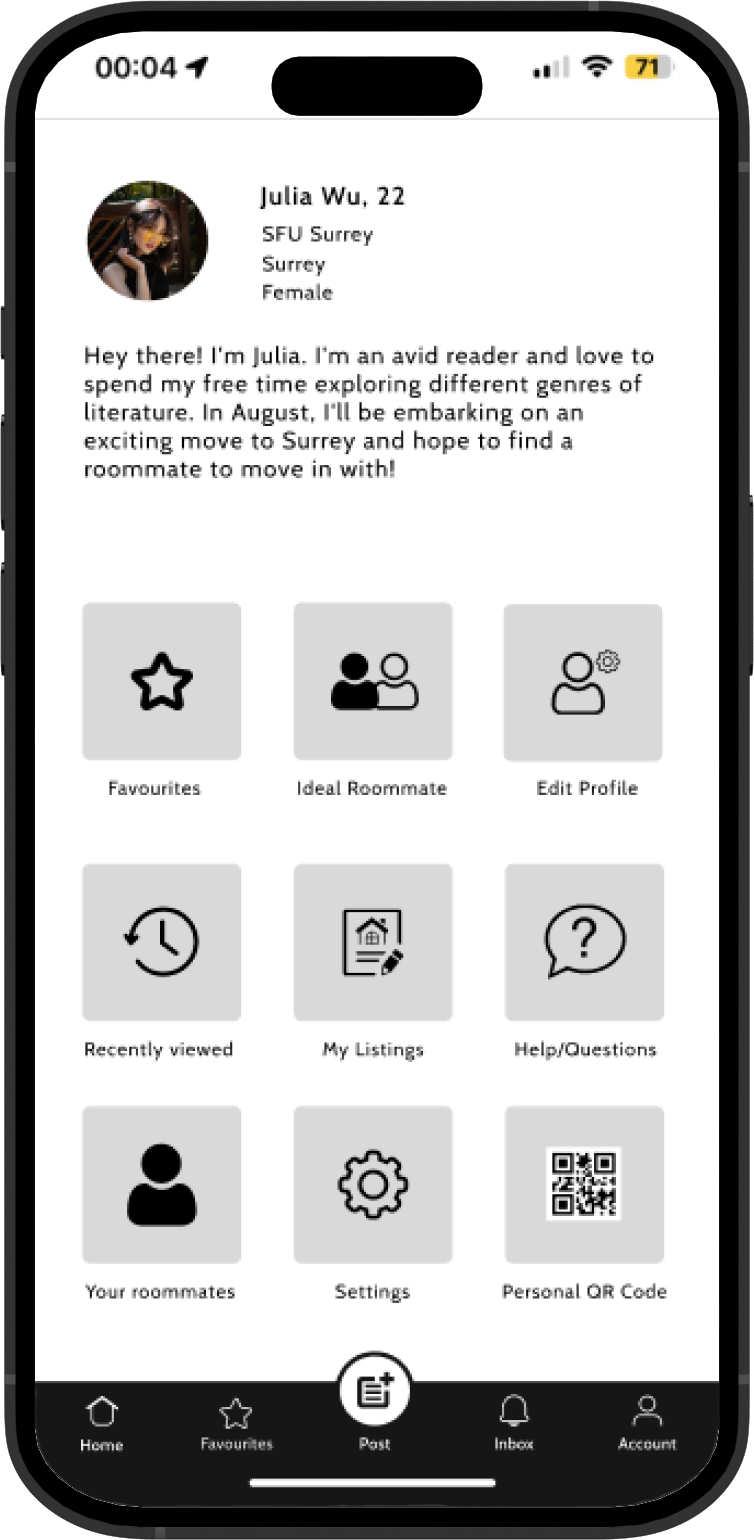 00:04
71
Julia Wu, 22
SFU Surrey
Surrey
Female
Hey there! I'm Julia. I'm an avid reader and love to
spend my free time exploring different genres of
literature. In August, I'll be embarking on an
exciting move to Surrey and hope to find a
roommate to move in with!
Favourites
Ideal Roommate
Edit Profile
Recently viewed
My Listings
Help/Questions
Your roommates
Settings
Personal QR Code
Home
Favourites
Post
Inbox
Account